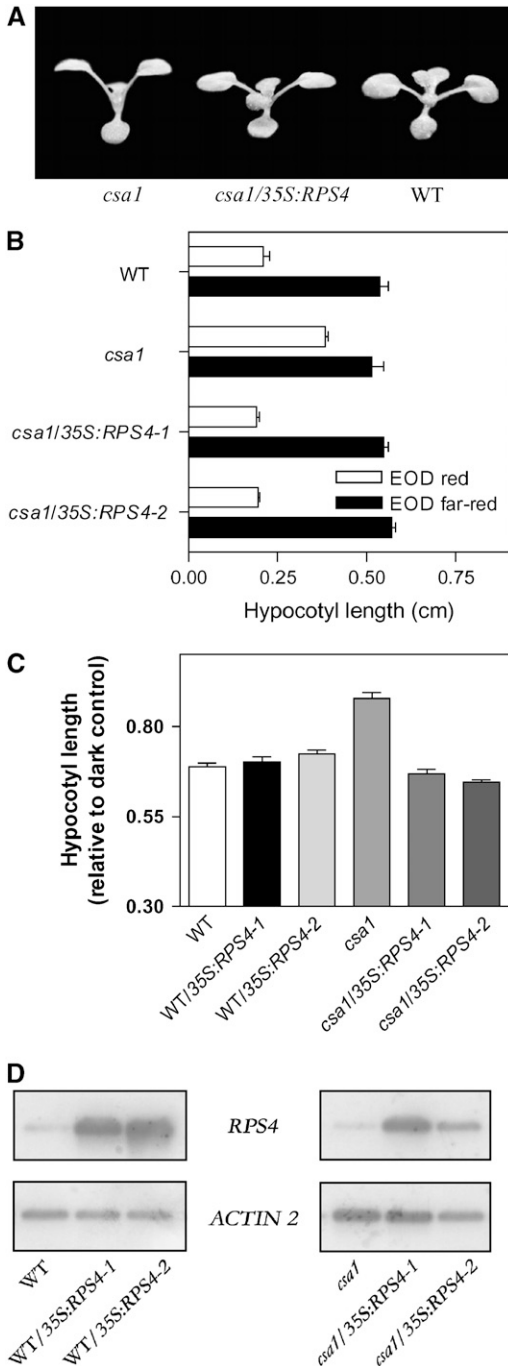 A
csa1 csa1/35S:RPS4 WT
B
WT
csa1
csa1/35S:RPS4-1
csa1/35S:RPS4-2
EOD red
EOD far-red
0.00 0.25 0.50 0.75
Hypocotyl length (cm)
C
Hypocotyl length
(relative to dark control)
0.80
0.55
0.30
WT
WT/35S:RPS4-1
WT/35S:RPS4-2
csa1
csa1/35S:RPS4-1
csa1/35S:RPS4-2
D
RPS4
ACTIN 2
WT
WT/35S:RPS4-1
WT/35S:RPS4-2
csa1
csa1/35S:RPS4-1
csa1/35S:RPS4-2